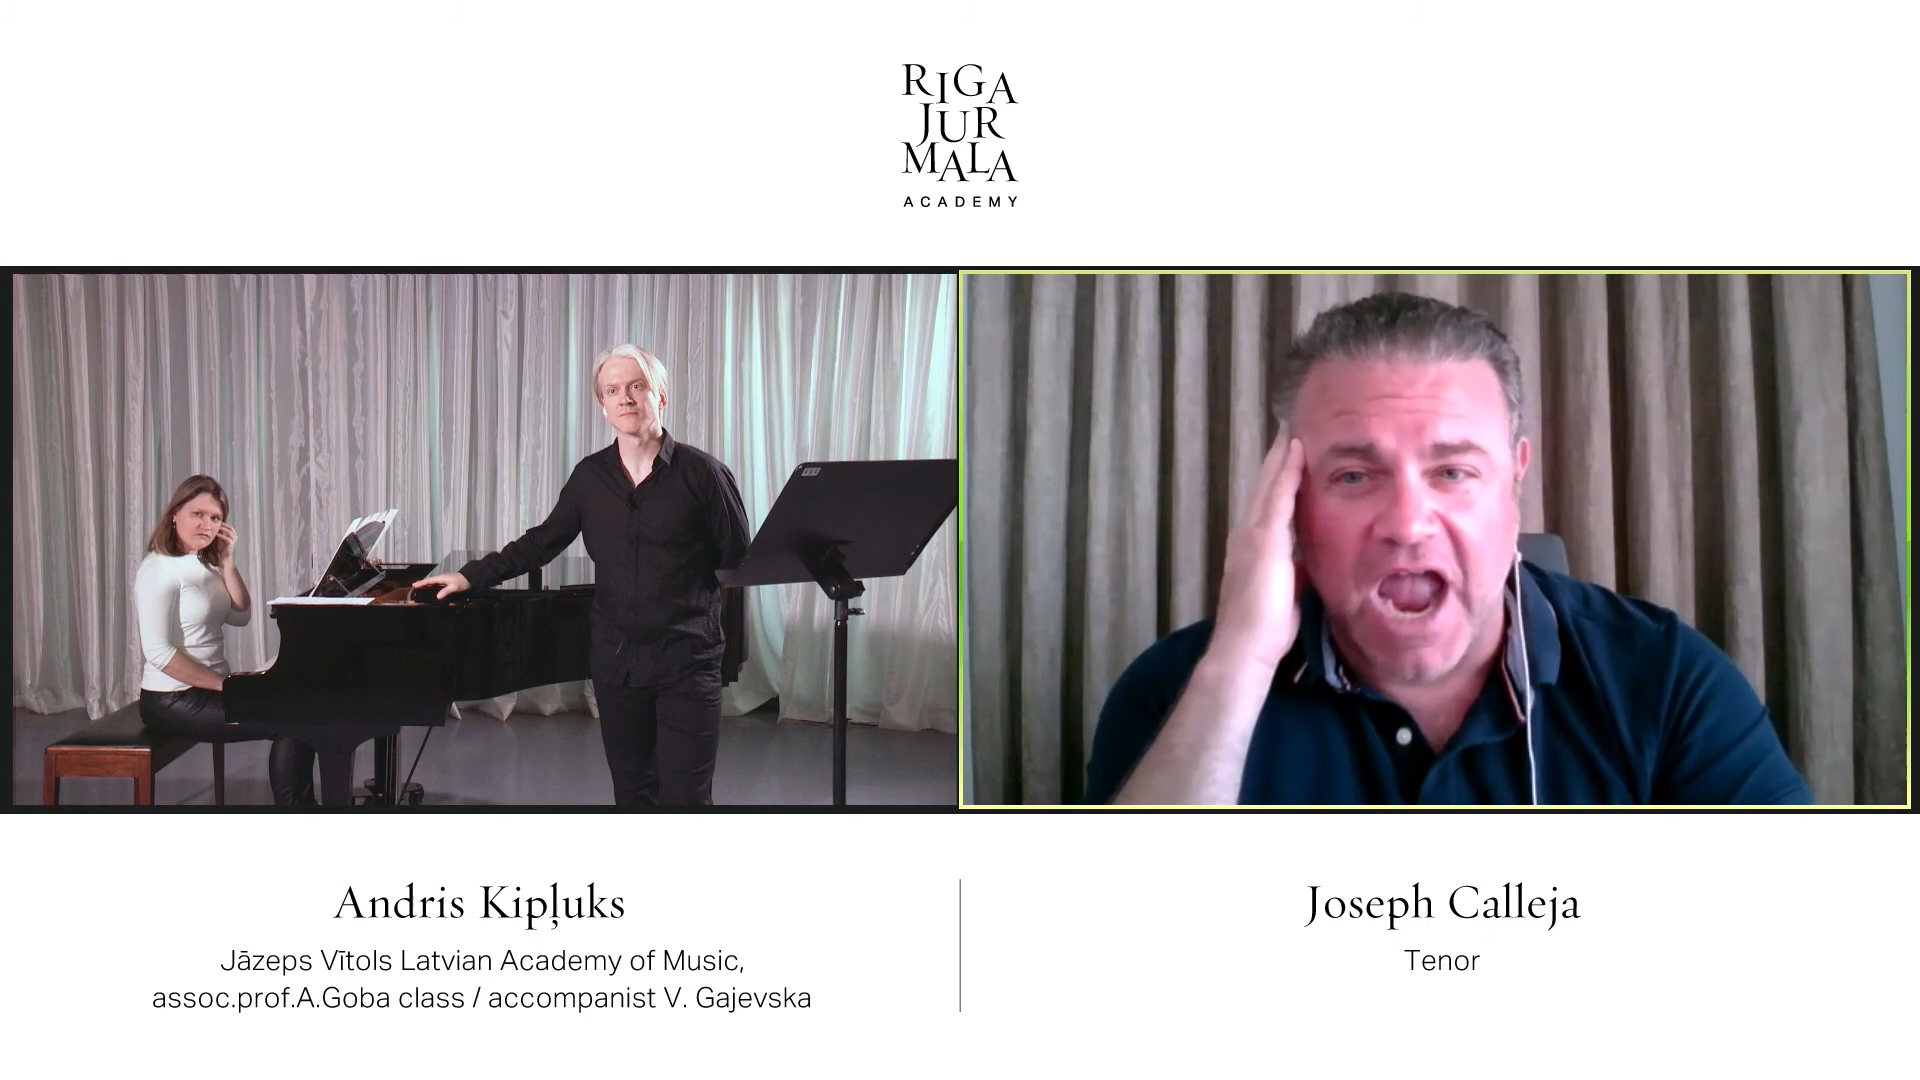 RIGA
JUR
MALA
ACADEMY
Andris Kipļuks
Jāzeps Vītols Latvian Academy of Music,
assoc.prof.A.Goba class / accompanist V. Gajevska
Joseph Calleja
Tenor